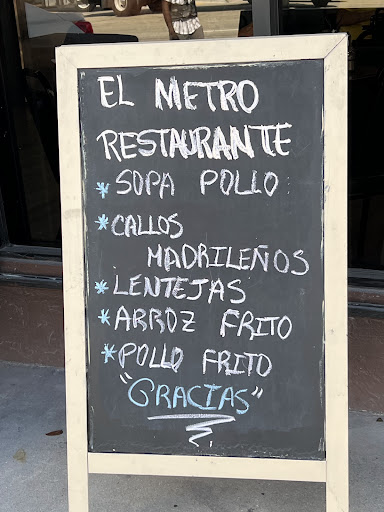 EL METRO
RESTAURANTE
* SOPA POLLO
* CALLOS
MADRILEÑOS
* LENTEJAS
* ARROZ FRITO
* POLLO FRITO
"GRACIAS"